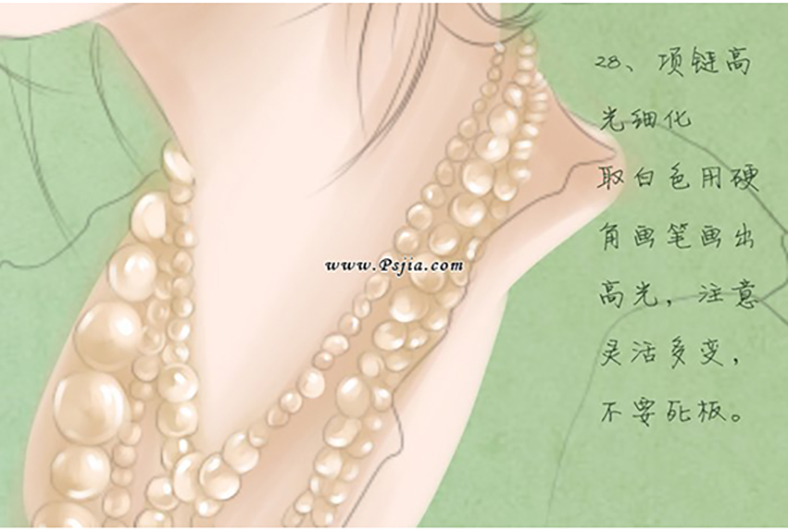 28、项链高
光细化
取白色用硬
角画笔画出
高光，注意
灵活多变，
不要死板。
www.Psjia.com